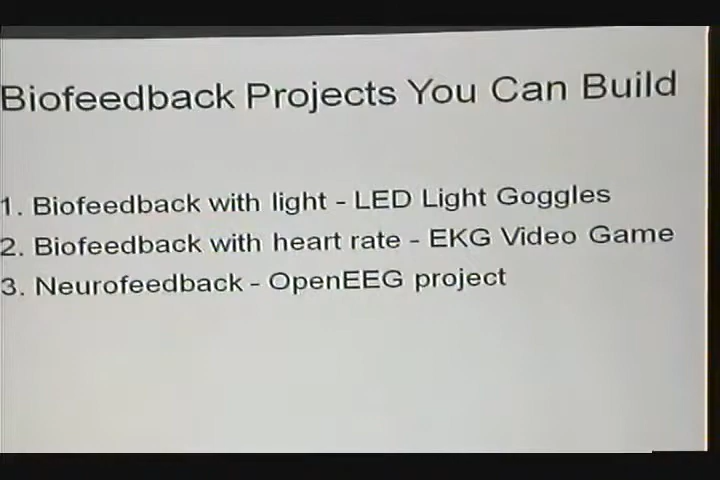 Biofeedback Projects You Can Build
1. Biofeedback with light - LED Light Goggles
2. Biofeedback with heart rate - EKG Video Game
3. Neurofeedback - OpenEEG project